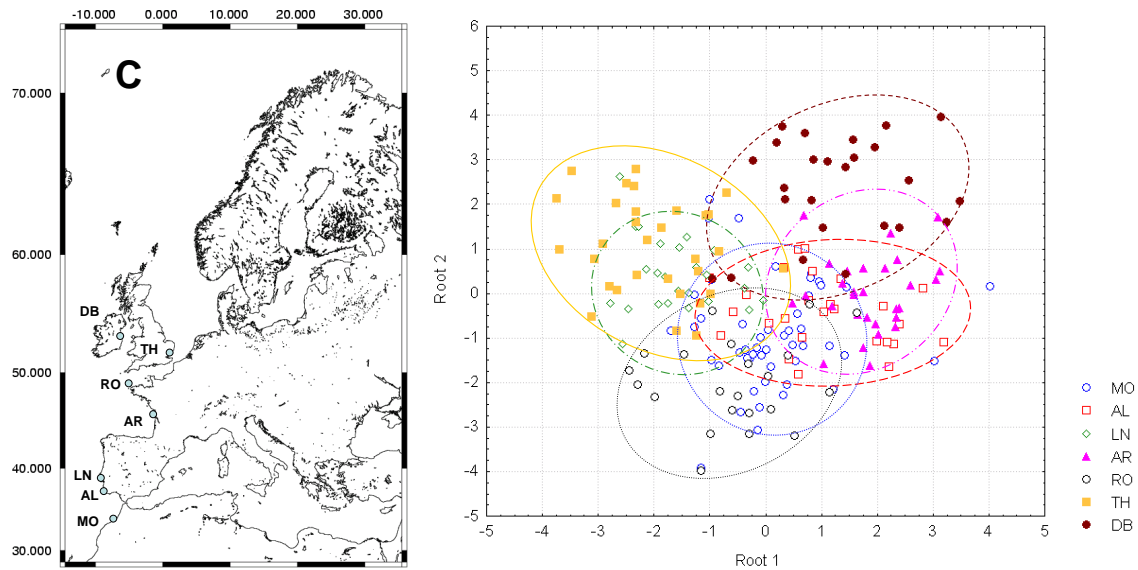 -10.000 0.000 10.000 20.000 30.000
C
70.000
60.000
50.000
40.000
30.000
DB
TH
RO
AR
LN
AL
MO
6
5
4
3
2
1
0
-1
-2
-3
-4
-5
Root 2
-5 -4 -3 -2 -1 0 1 2 3 4 5
Root 1
MO
AL
LN
AR
RO
TH
DB